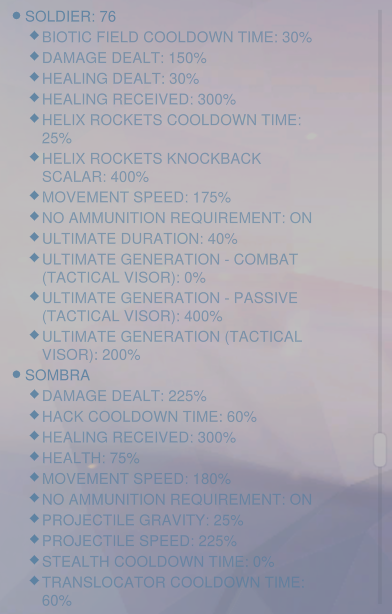 SOLDIER: 76
BIOTIC FIELD COOLDOWN TIME: 30%
DAMAGE DEALT: 150%
HEALING DEALT: 30%
HEALING RECEIVED: 300%
HELIX ROCKETS COOLDOWN TIME:
25%
HELIX ROCKETS KNOCKBACK
SCALAR: 400%
MOVEMENT SPEED: 175%
NO AMMUNITION REQUIREMENT: ON
ULTIMATE DURATION: 40%
ULTIMATE GENERATION - COMBAT
(TACTICAL VISOR): 0%
ULTIMATE GENERATION - PASSIVE
(TACTICAL VISOR): 400%
ULTIMATE GENERATION (TACTICAL
VISOR): 200%
SOMBRA
DAMAGE DEALT: 225%
HACK COOLDOWN TIME: 60%
HEALING RECEIVED: 300%
HEALTH: 75%
MOVEMENT SPEED: 180%
NO AMMUNITION REQUIREMENT: ON
PROJECTILE GRAVITY: 25%
PROJECTILE SPEED: 225%
STEALTH COOLDOWN TIME: 0%
TRANSLOCATOR COOLDOWN TIME:
60%